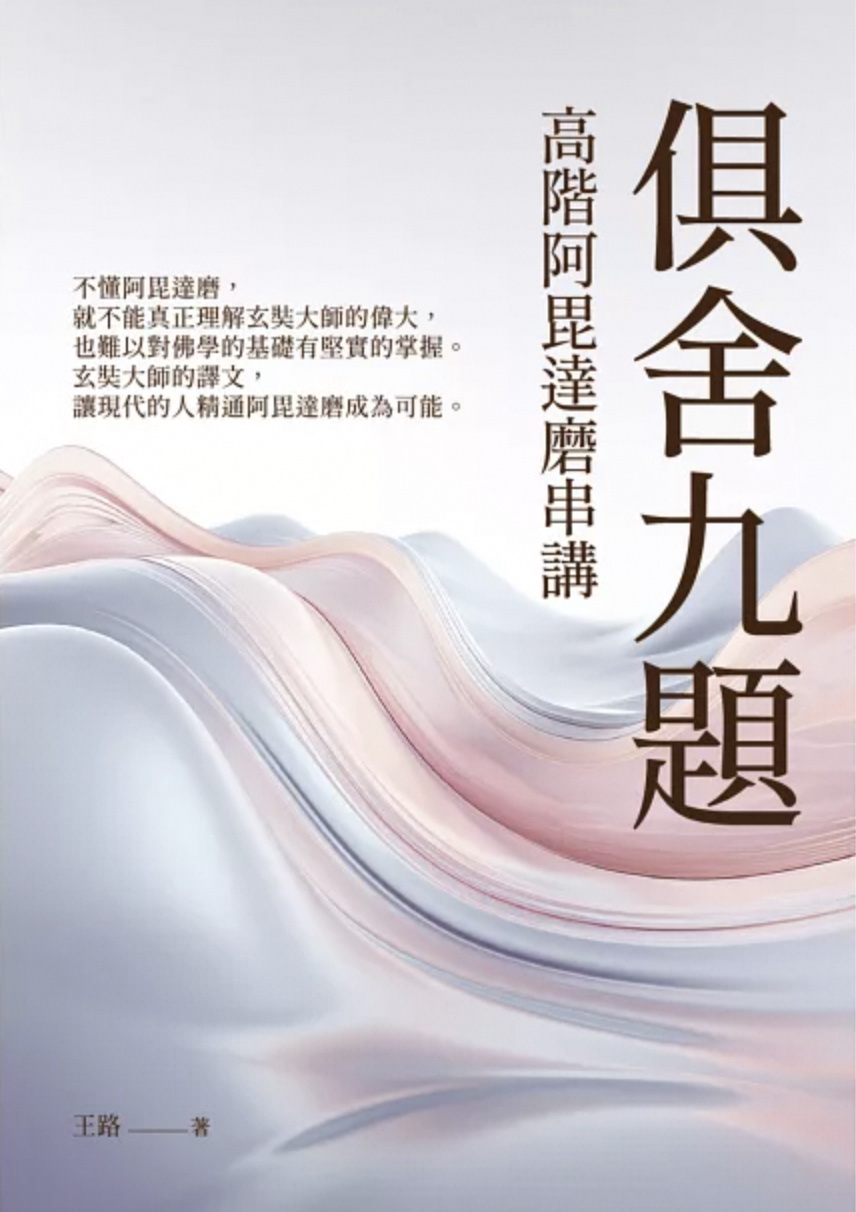 俱舍九題
高階阿毘達磨串講
不懂阿毘達磨，
就不能真正理解玄奘大師的偉大，
也難以對佛學的基礎有堅實的掌握。
玄奘大師的譯文，
讓現代的人精通阿毘達磨成為可能。
王路 —— 著